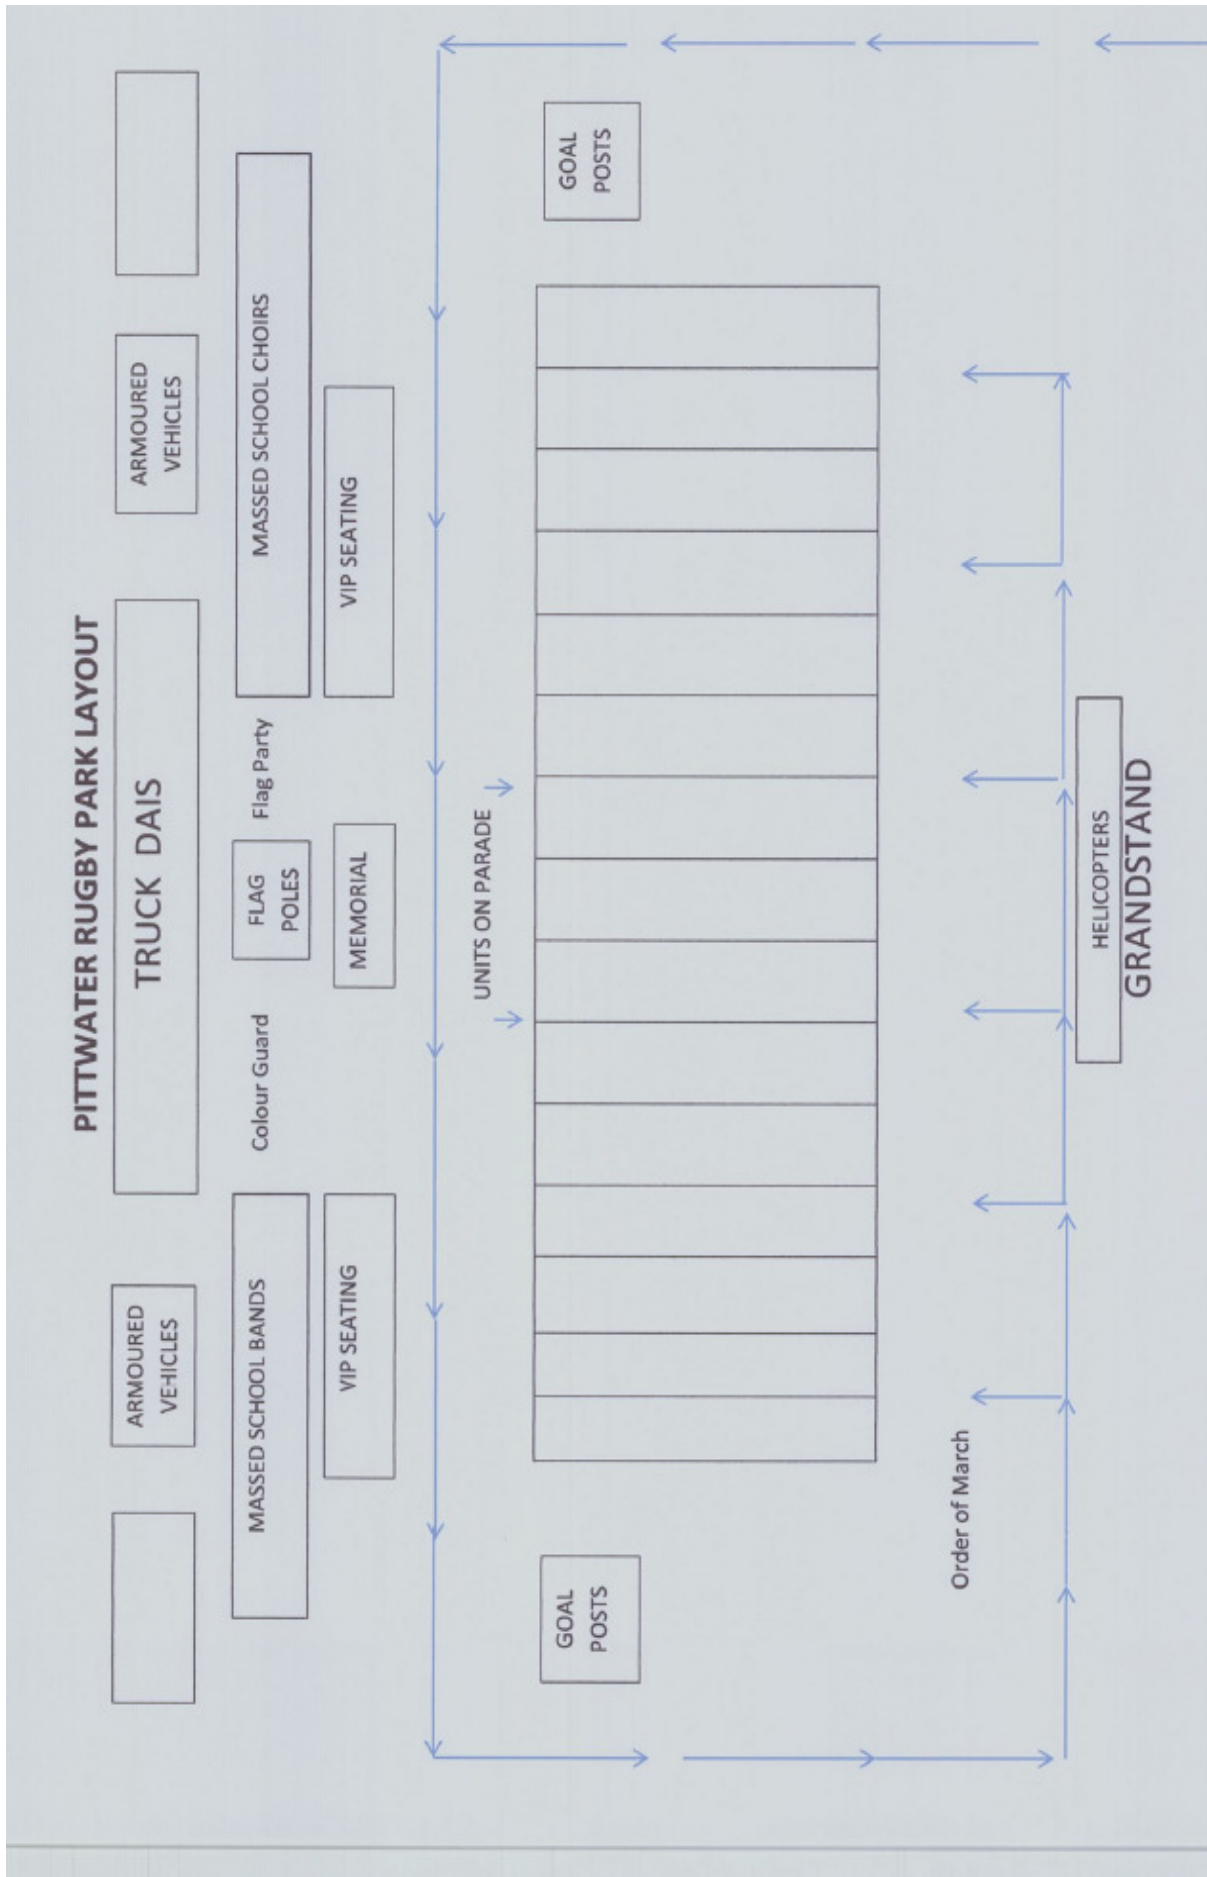 PITTWATER RUGBY PARK LAYOUT
ARMOURED
VEHICLES
TRUCK DAIS
ARMOURED
VEHICLES
MASSED SCHOOL BANDS
Colour Guard
FLAG
POLES
Flag Party
MASSED SCHOOL CHOIRS
VIP SEATING
MEMORIAL
VIP SEATING
UNITS ON PARADE
GOAL
POSTS
GOAL
POSTS
Order of March
HELICOPTERS
GRANDSTAND